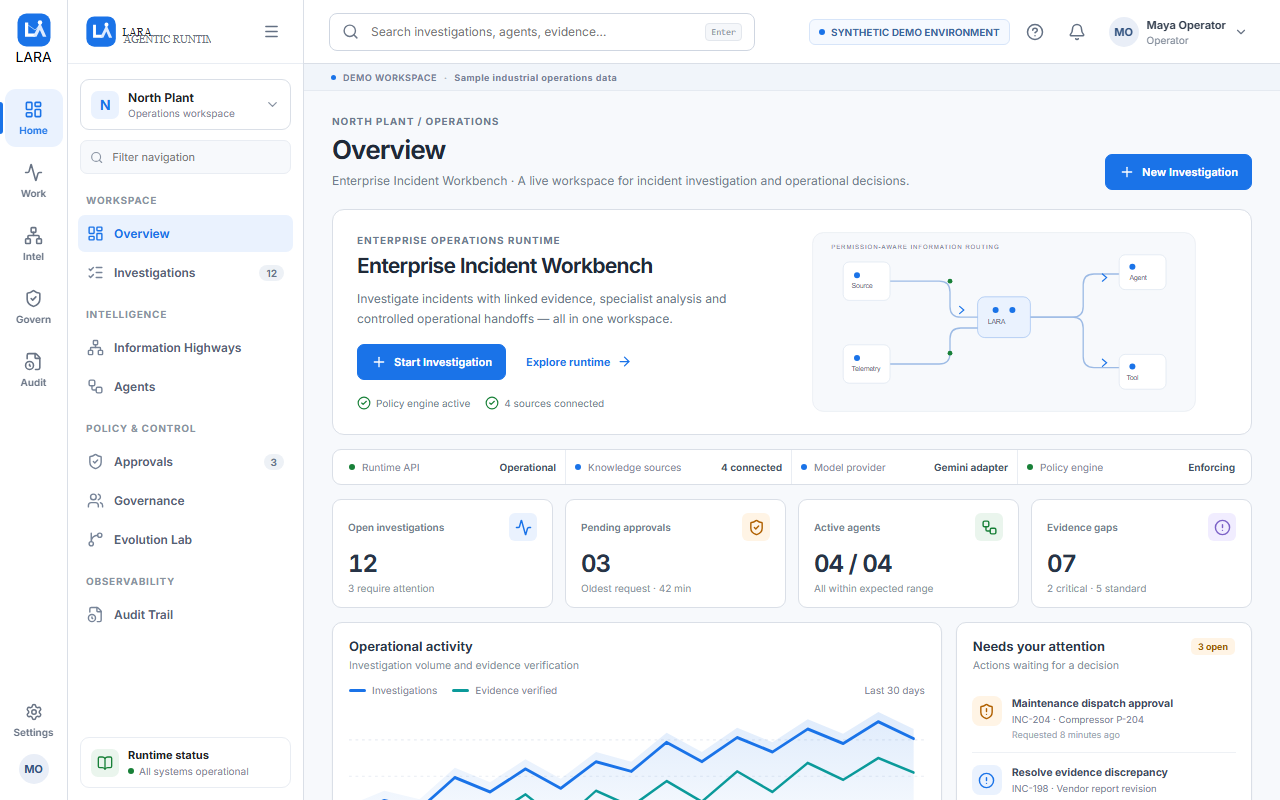 LARA
Home
Work
Intel
Govern
Audit
Settings
MO
LARA
AGENTIC
N
North Plant
Operations workspace
Filter navigation
WORKSPACE
Overview
Investigations
12
INTELLIGENCE
Information Highways
Agents
POLICY & CONTROL
Approvals
3
Governance
Evolution Lab
OBSERVABILITY
Audit Trail
Runtime status
All systems operational
Search investigations, agents, evidence...
Enter
SYNTHETIC DEMO ENVIRONMENT
MO
Maya Operator
Operator
DEMO WORKSPACE · Sample industrial operations data
NORTH PLANT / OPERATIONS
Overview
Enterprise Incident Workbench · A live workspace for incident investigation and operational decisions.
New Investigation
ENTERPRISE OPERATIONS RUNTIME
Enterprise Incident Workbench
Investigate incidents with linked evidence, specialist analysis and
controlled operational handoffs — all in one workspace.
Start Investigation
Explore runtime
Policy engine active
4 sources connected
PERMISSION-AWARE INFORMATION ROUTING
Source
Telemetry
LARA
Agent
Tool
Runtime API
Operational
Knowledge sources
4 connected
Model provider
Gemini adapter
Policy engine
Enforcing
Open investigations
12
3 require attention
Pending approvals
03
Oldest request · 42 min
Active agents
04 / 04
All within expected range
Evidence gaps
07
2 critical · 5 standard
Operational activity
Investigation volume and evidence verification
Investigations
Evidence verified
Last 30 days
Needs your attention
3 open
Actions waiting for a decision
Maintenance dispatch approval
INC-204 · Compressor P-204
Requested 8 minutes ago
Resolve evidence discrepancy
INC-198 · Vendor report revision